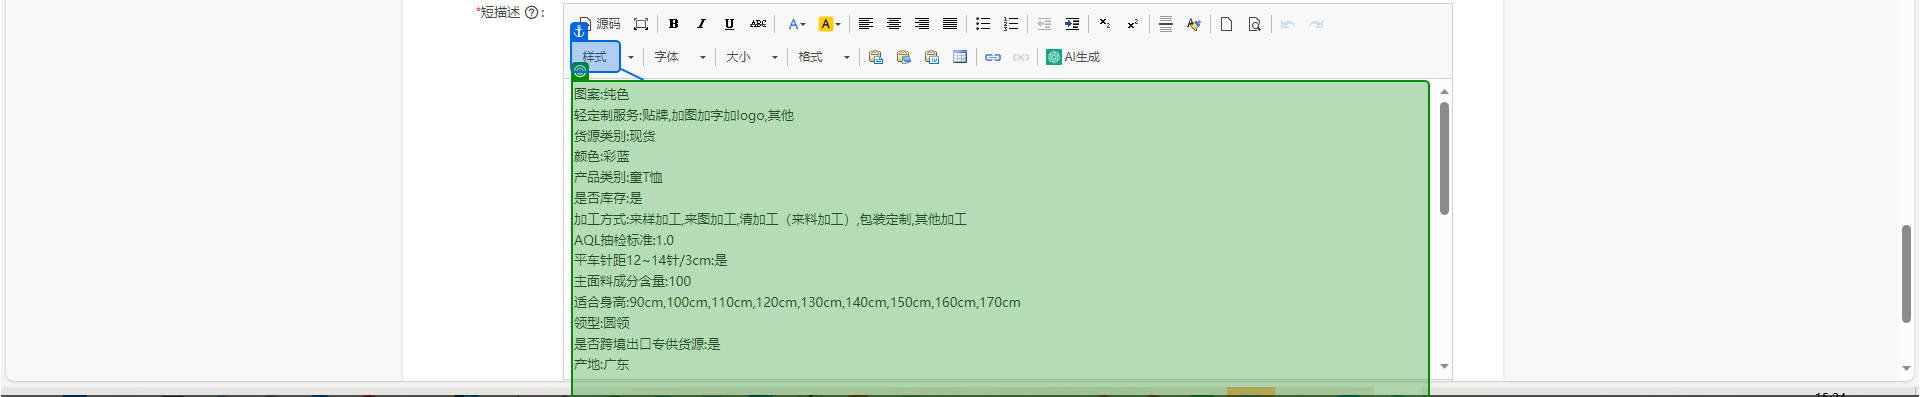 *短描述 ?:
源码 B I U ABC A A x₂ x²
样式 字体 大小 格式 AI生成
图案:纯色
轻定制服务:贴牌,加图加字加logo,其他
货源类别:现货
颜色:彩蓝
产品类别:童T恤
是否库存:是
加工方式:来样加工,来图加工,清加工（来料加工）,包装定制,其他加工
AQL抽检标准:1.0
平车针距12~14针/3cm:是
主面料成分含量:100
适合身高:90cm,100cm,110cm,120cm,130cm,140cm,150cm,160cm,170cm
领型:圆领
是否跨境出口专供货源:是
产地:广东